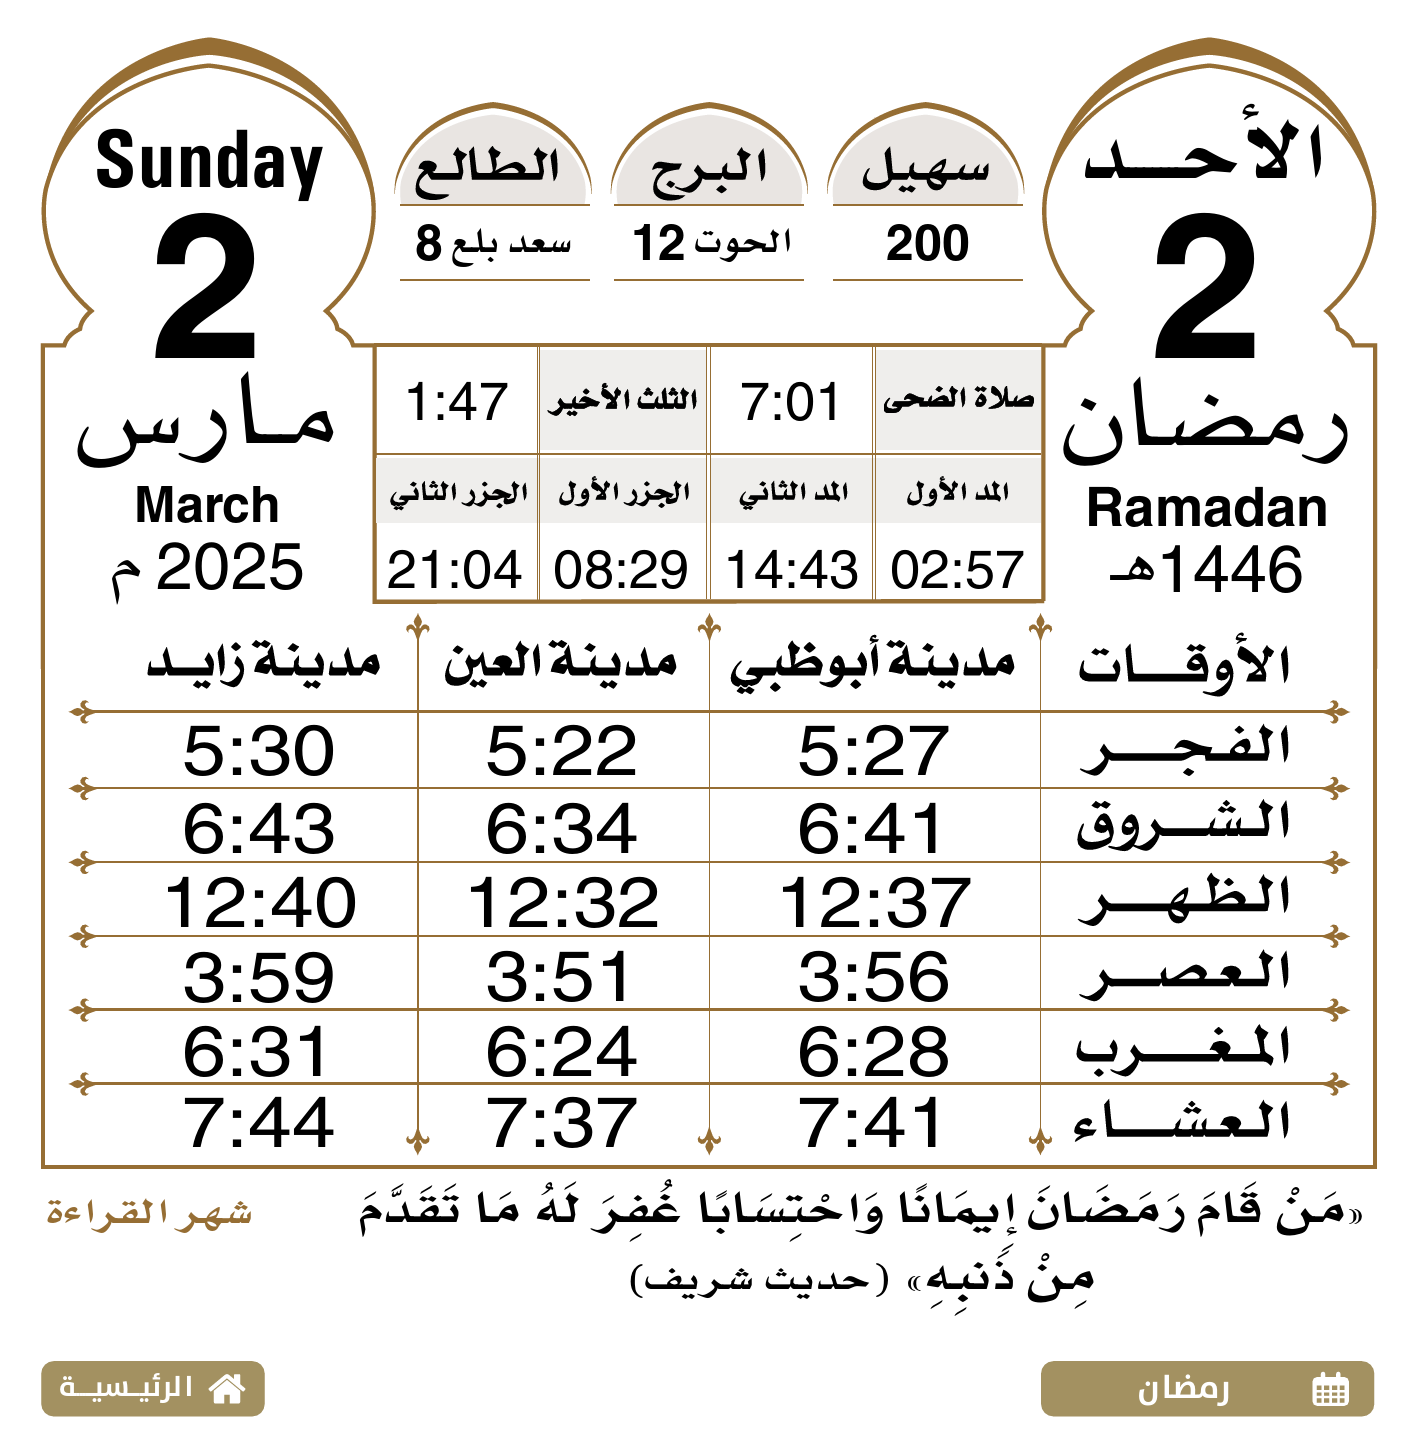 الأحد
2
رمضان
Ramadan
1446هـ
سهيل
200
البرج
الحوت 12
الطالع
سعد بلع 8
Sunday
2
مارس
March
2025 م
صلاة الضحى 7:01 الثلث الأخير 1:47
المد الأول المد الثاني الجزر الأول الجزر الثاني
02:57 14:43 08:29 21:04
الأوقات مدينة أبوظبي مدينة العين مدينة زايد
الفجر 5:27 5:22 5:30
الشروق 6:41 6:34 6:43
الظهر 12:37 12:32 12:40
العصر 3:56 3:51 3:59
المغرب 6:28 6:24 6:31
العشاء 7:41 7:37 7:44
«مَنْ قَامَ رَمَضَانَ إِيمَانًا وَاحْتِسَابًا غُفِرَ لَهُ مَا تَقَدَّمَ
مِنْ ذَنبِهِ» (حديث شريف)
شهر القراءة
رمضان
الرئيسية